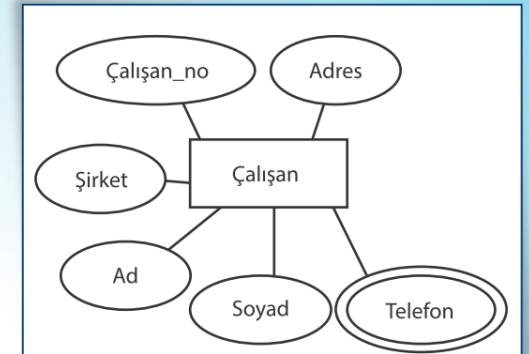 Çalışan_no
Adres
Şirket
Çalışan
Ad
Soyad
Telefon